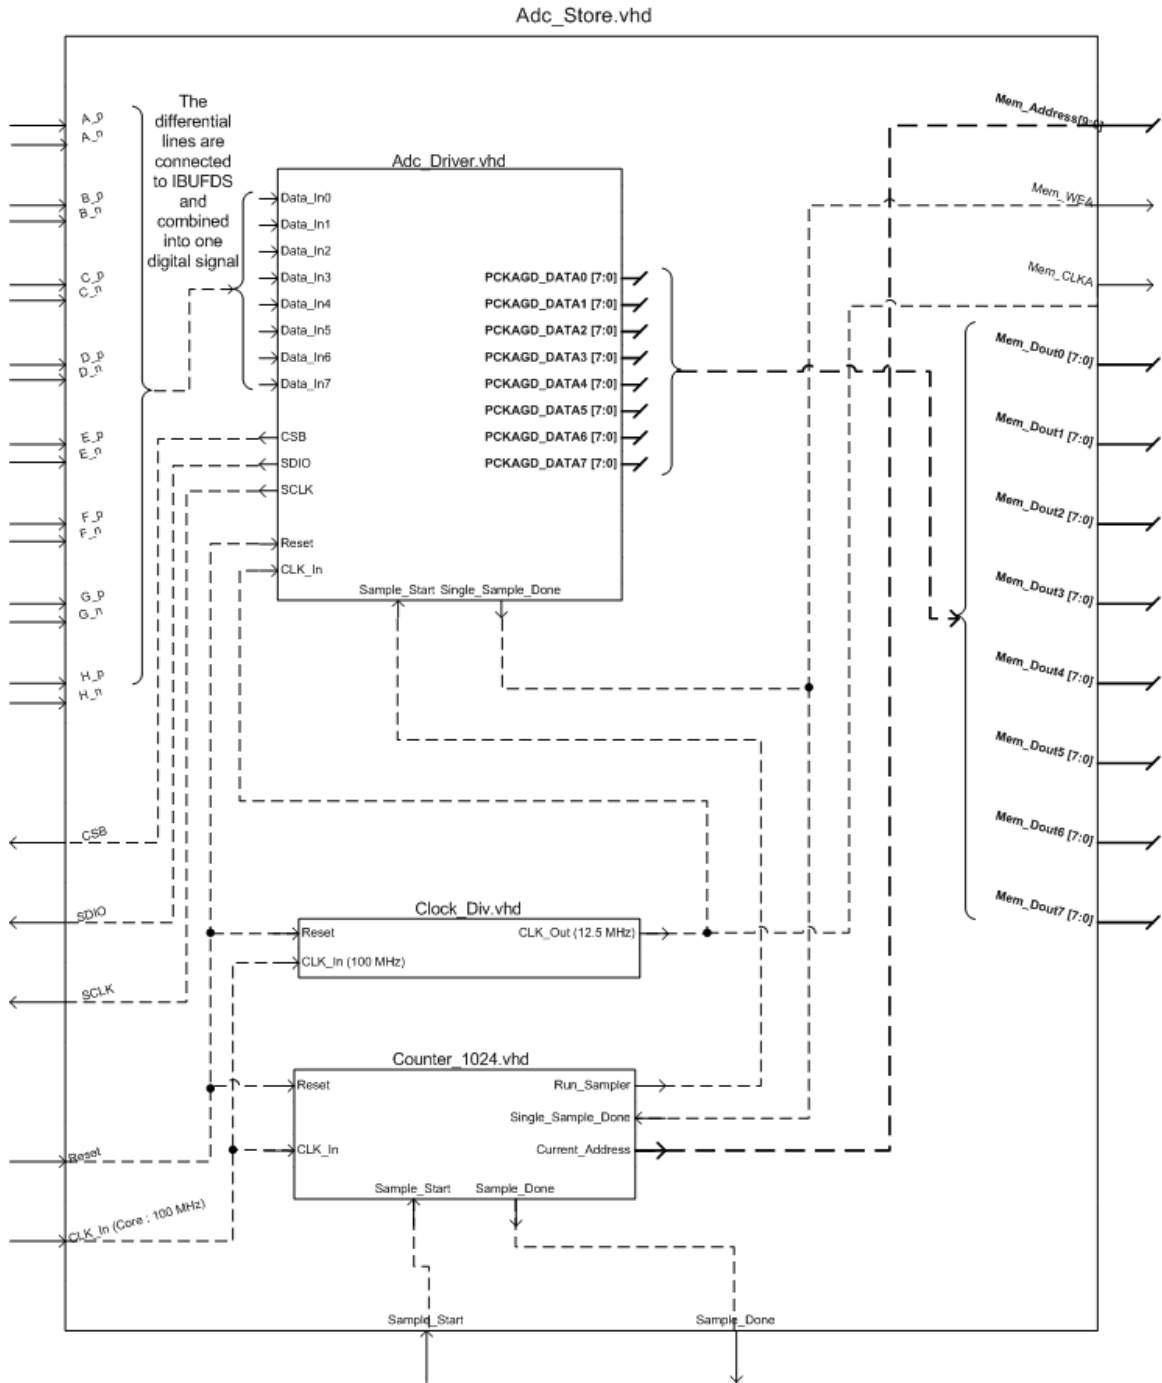 Adc_Store.vhd
A_p
A_n
B_p
B_n
C_p
C_n
D_p
D_n
E_p
E_n
F_p
F_n
G_p
G_n
H_p
H_n
The
differential
lines are
connected
to IBUFDS
and
combined
into one
digital signal
Adc_Driver.vhd
Data_In0
Data_In1
Data_In2
Data_In3
Data_In4
Data_In5
Data_In6
Data_In7
CSB
SDIO
SCLK
Reset
CLK_In
PCKAGD_DATA0 [7:0]
PCKAGD_DATA1 [7:0]
PCKAGD_DATA2 [7:0]
PCKAGD_DATA3 [7:0]
PCKAGD_DATA4 [7:0]
PCKAGD_DATA5 [7:0]
PCKAGD_DATA6 [7:0]
PCKAGD_DATA7 [7:0]
Sample_Start Single_Sample_Done
Mem_Address[9:0]
Mem_WEA
Mem_CLKA
Mem_Dout0 [7:0]
Mem_Dout1 [7:0]
Mem_Dout2 [7:0]
Mem_Dout3 [7:0]
Mem_Dout4 [7:0]
Mem_Dout5 [7:0]
Mem_Dout6 [7:0]
Mem_Dout7 [7:0]
CSB
SDIO
SCLK
Reset
CLK_In (Core : 100 MHz)
Clock_Div.vhd
Reset
CLK_Out (12.5 MHz)
CLK_In (100 MHz)
Counter_1024.vhd
Reset
Run_Sampler
Single_Sample_Done
CLK_In
Current_Address
Sample_Start
Sample_Done
Sample_Start
Sample_Done